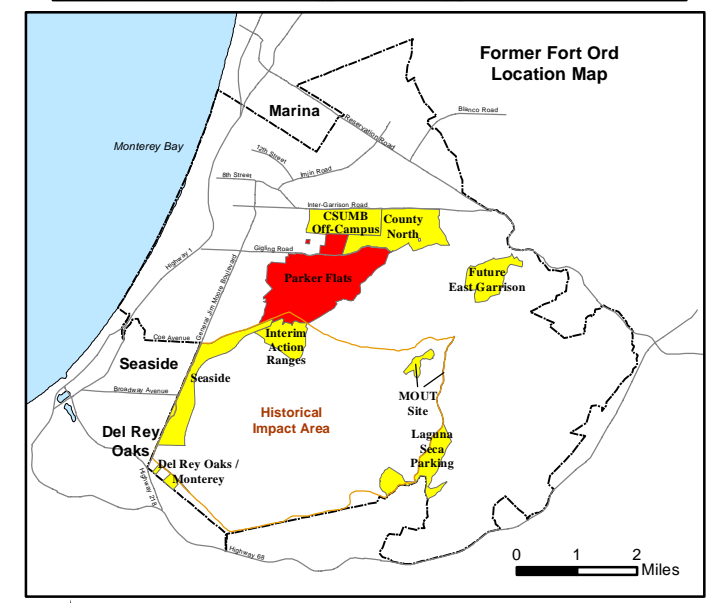 Former Fort Ord
Location Map
Marina
Blanco Road
Reservation Road
Monterey Bay
12th Street
Imjin Road
8th Street
Inter-Garrison Road
CSUMB
Off-Campus
County
North
Gigling Road
Highway 1
General Jim Moore Boulevard
Parker Flats
Future
East Garrison
Coe Avenue
Interim
Action
Ranges
Seaside
Seaside
Broadway Avenue
MOUT
Site
Historical
Impact Area
Del Rey
Oaks
Laguna
Seca
Parking
Del Rey Oaks /
Monterey
Highway 218
Highway 68
0 1 2
Miles